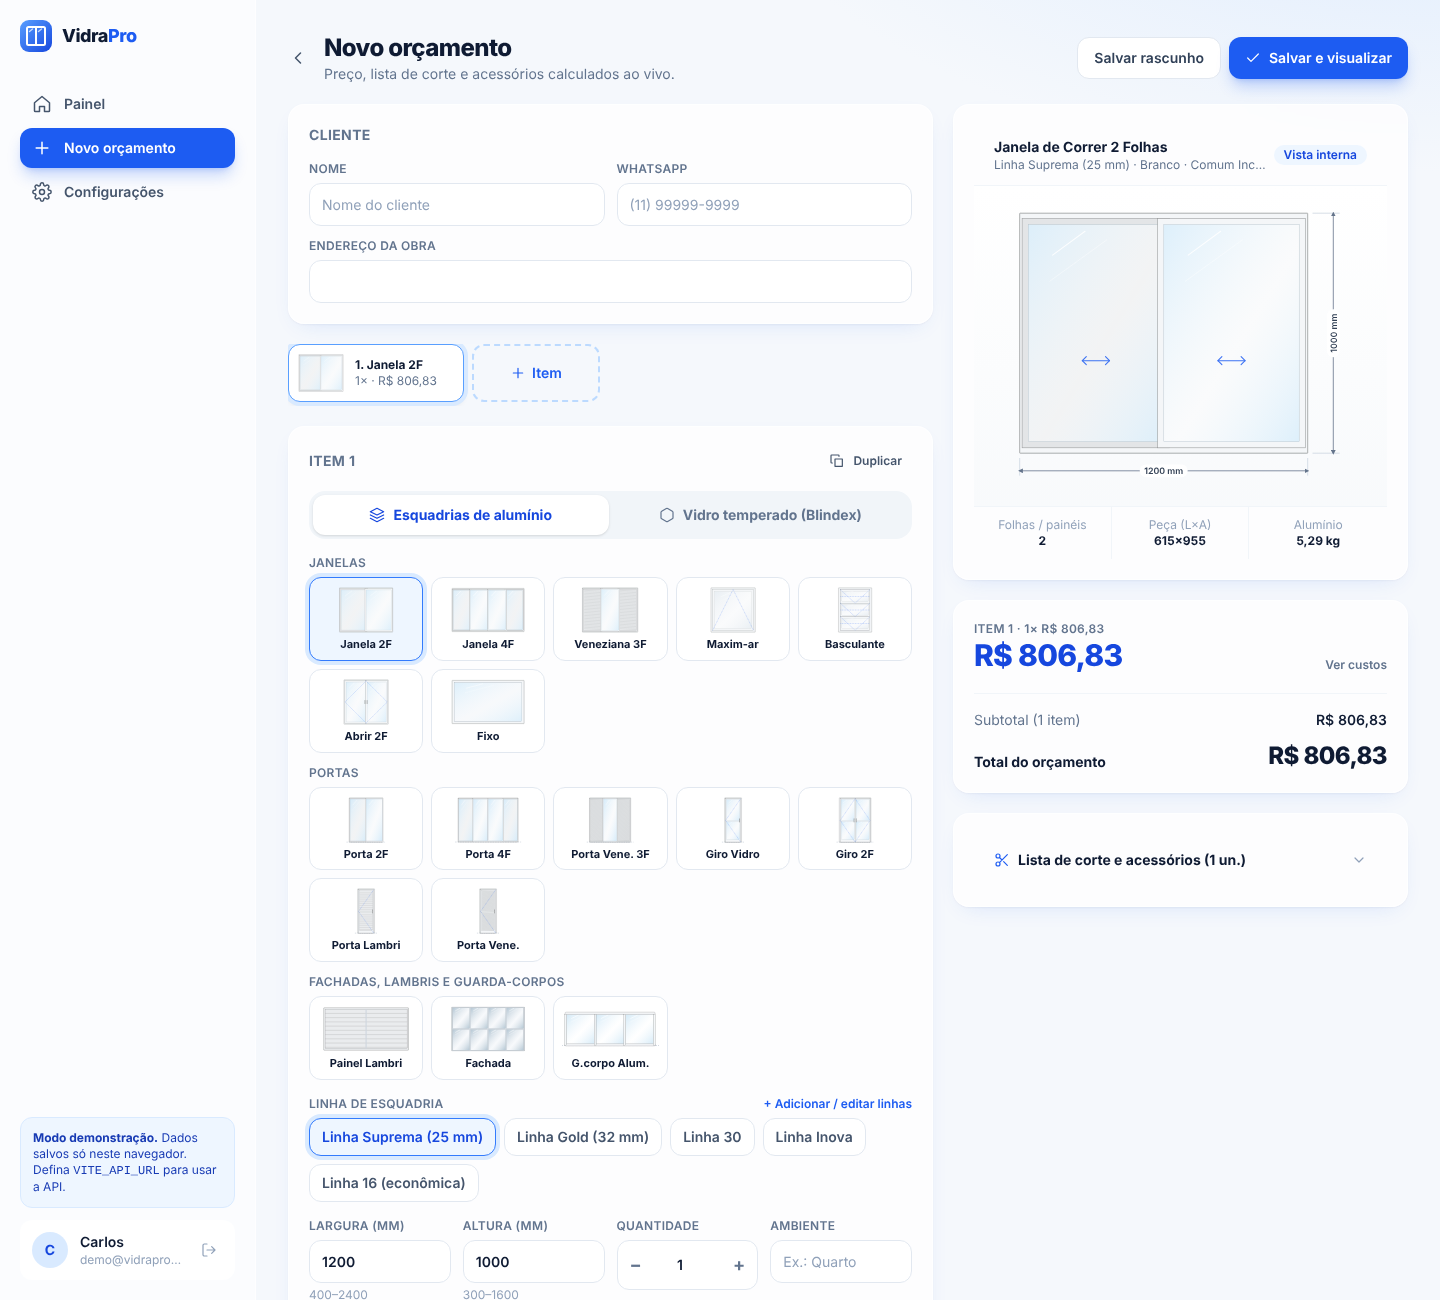 VidraPro
Painel
Novo orçamento
Configurações
Modo demonstração. Dados
salvos só neste navegador.
Defina VITE_API_URL para usar
a API.
C
Carlos
demo@vidrapro...
Novo orçamento
Preço, lista de corte e acessórios calculados ao vivo.
Salvar rascunho
Salvar e visualizar
CLIENTE
NOME
WHATSAPP
Nome do cliente
(11) 99999-9999
ENDEREÇO DA OBRA
1. Janela 2F
1× · R$ 806,83
+ Item
ITEM 1
Duplicar
Esquadrias de alumínio
Vidro temperado (Blindex)
JANELAS
Janela 2F
Janela 4F
Veneziana 3F
Maxim-ar
Basculante
Abrir 2F
Fixo
PORTAS
Porta 2F
Porta 4F
Porta Vene. 3F
Giro Vidro
Giro 2F
Porta Lambri
Porta Vene.
FACHADAS, LAMBRIS E GUARDA-CORPOS
Painel Lambri
Fachada
G.corpo Alum.
LINHA DE ESQUADRIA
+ Adicionar / editar linhas
Linha Suprema (25 mm)
Linha Gold (32 mm)
Linha 30
Linha Inova
Linha 16 (econômica)
LARGURA (MM)
ALTURA (MM)
QUANTIDADE
AMBIENTE
1200
1000
− 1 +
Ex.: Quarto
400–2400
300–1600
Janela de Correr 2 Folhas
Linha Suprema (25 mm) · Branco · Comum Inc...
Vista interna
1000 mm
1200 mm
Folhas / painéis
2
Peça (L×A)
615×955
Alumínio
5,29 kg
ITEM 1 · 1× R$ 806,83
R$ 806,83
Ver custos
Subtotal (1 item)
R$ 806,83
Total do orçamento
R$ 806,83
Lista de corte e acessórios (1 un.)